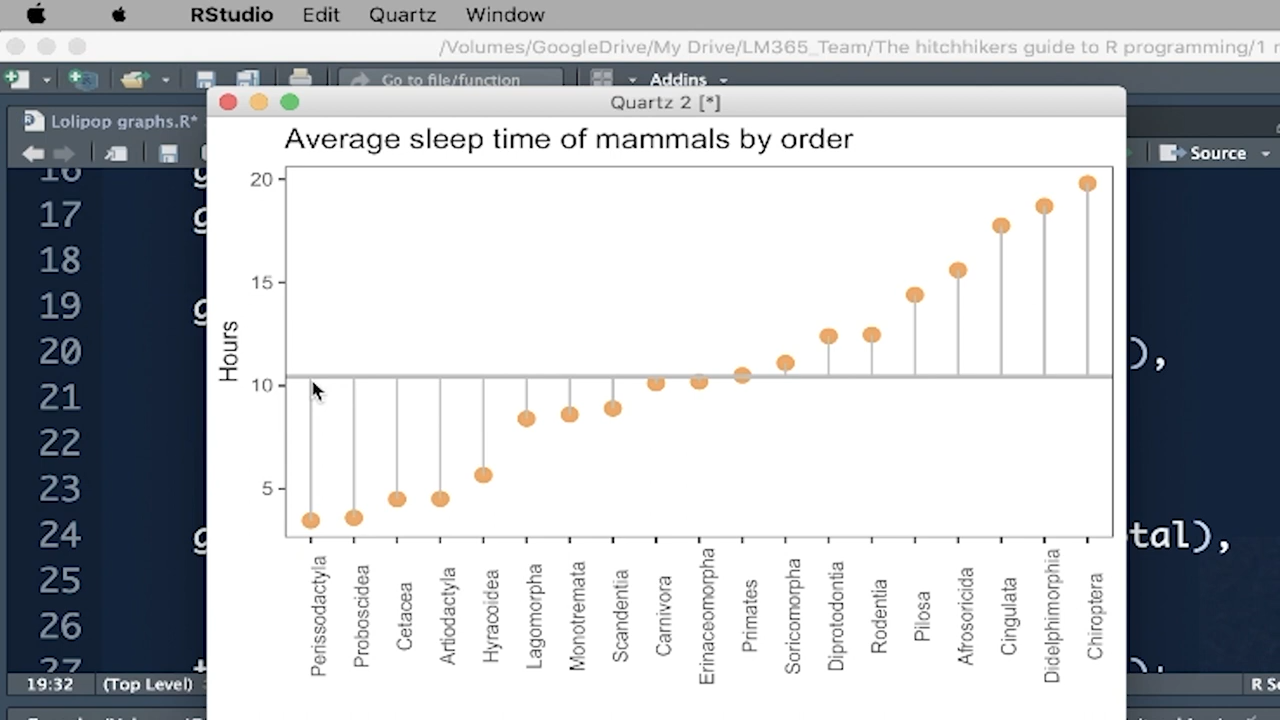 RStudio Edit Quartz Window
/Volumes/GoogleDrive/My Drive/LM365_Team/The hitchhikers guide to R programming/1
Go to file/function Addins
Quartz 2 [*]
Lolipop graphs.R*
Source
Average sleep time of mammals by order
16
17
18
19
20 ),
21
22
23
24 tal),
25
26
27
Hours
20
15
10
5
Perissodactyla
Proboscidea
Cetacea
Artiodactyla
Hyracoidea
Lagomorpha
Monotremata
Scandentia
Carnivora
Erinaceomorpha
Primates
Soricomorpha
Diprotodontia
Rodentia
Pilosa
Afrosoricida
Cingulata
Didelphimorphia
Chiroptera
19:32 (Top Level) R